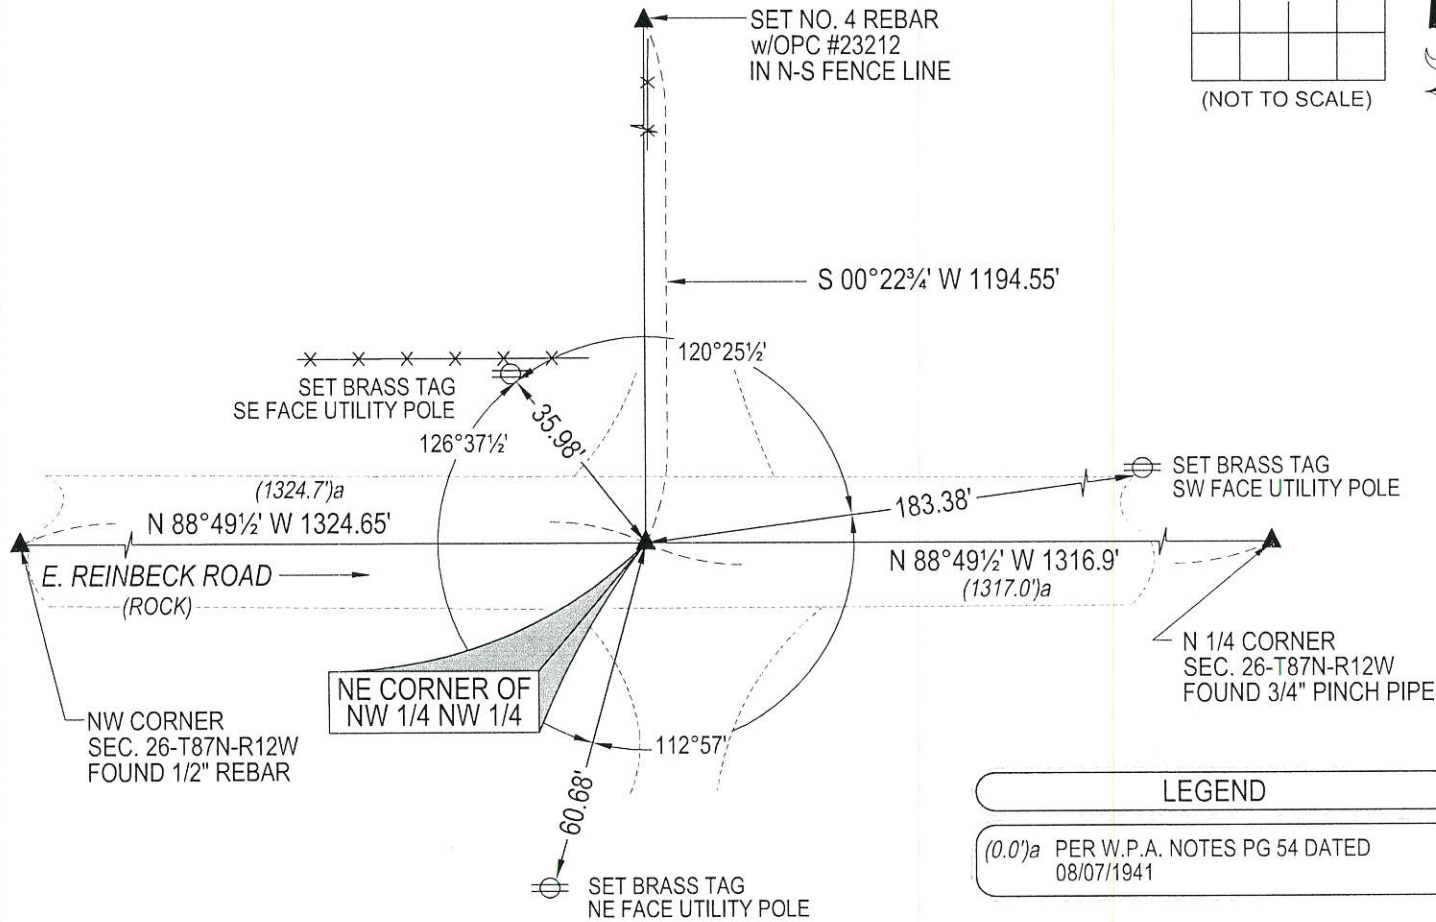 SET NO. 4 REBAR
w/OPC #23212
IN N-S FENCE LINE
(NOT TO SCALE)
S 00°22¾' W 1194.55'
120°25½'
SET BRASS TAG
SE FACE UTILITY POLE
126°37½'
35.98'
SET BRASS TAG
SW FACE UTILITY POLE
183.38'
(1324.7')a
N 88°49½' W 1324.65'
N 88°49½' W 1316.9'
(1317.0')a
E. REINBECK ROAD
(ROCK)
N 1/4 CORNER
SEC. 26-T87N-R12W
FOUND 3/4" PINCH PIPE
NE CORNER OF
NW 1/4 NW 1/4
NW CORNER
SEC. 26-T87N-R12W
FOUND 1/2" REBAR
112°57'
60.68'
SET BRASS TAG
NE FACE UTILITY POLE
LEGEND
(0.0')a PER W.P.A. NOTES PG 54 DATED
08/07/1941